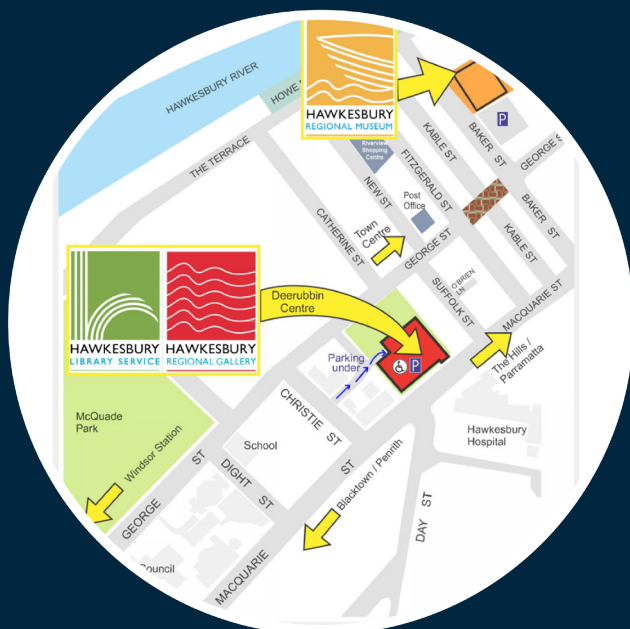 HAWKESBURY RIVER
HOWE
HAWKESBURY
REGIONAL MUSEUM
THE TERRACE
Riverview
Shopping
Centre
KABLE ST
BAKER ST
P
GEORGE S
NEW ST
FITZGERALD ST
Post
Office
CATHERINE ST
Town
Centre
GEORGE ST
KABLE ST
BAKER ST
O'BRIEN
LN
SUFFOLK ST
MACQUARIE ST
HAWKESBURY
LIBRARY SERVICE
HAWKESBURY
REGIONAL GALLERY
Deerubbin
Centre
Parking
under
P
The Hills /
Parramatta
CHRISTIE ST
McQuade
Park
Windsor Station
School
Hawkesbury
Hospital
GEORGE ST
DIGHT ST
Blacktown / Penrith
DAY ST
Council
MACQUARIE ST